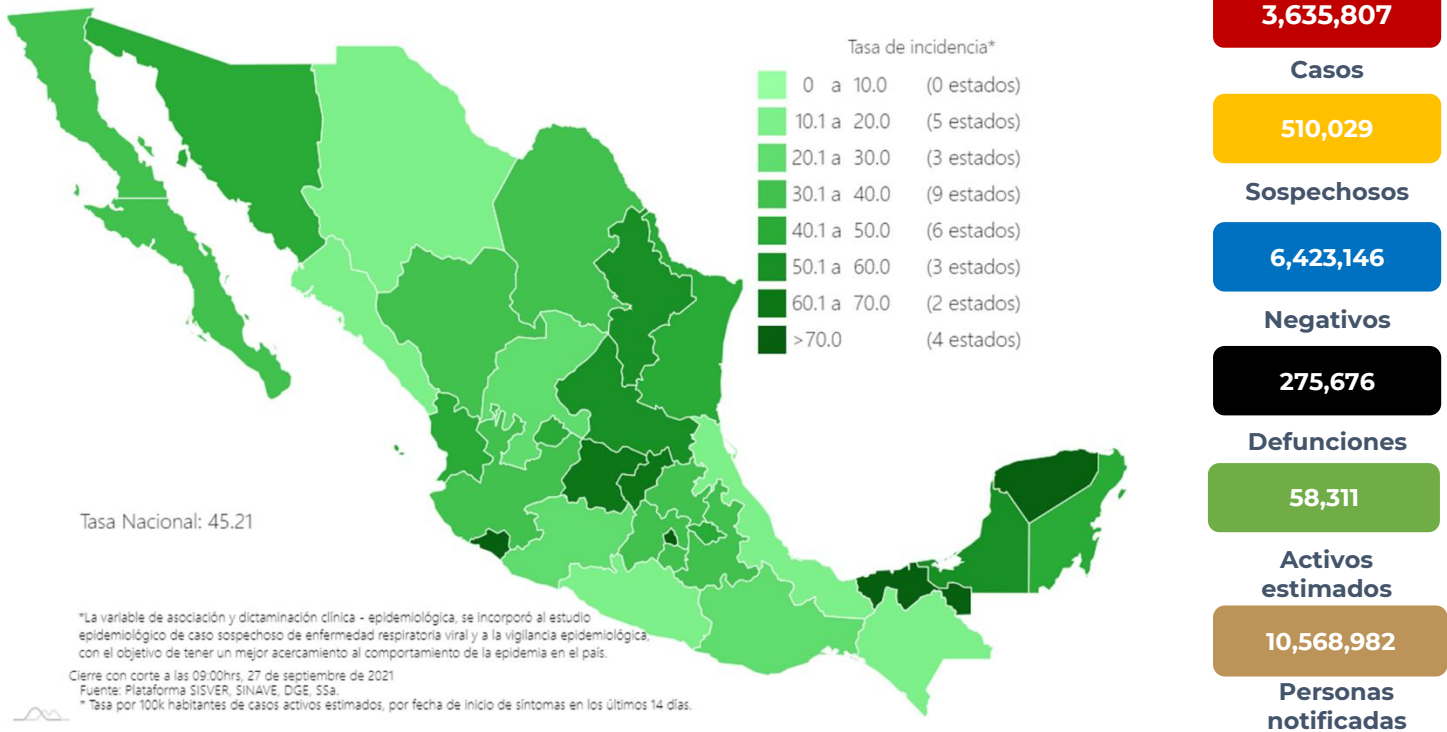 Tasa de incidencia*
0 a 10.0 (0 estados)
10.1 a 20.0 (5 estados)
20.1 a 30.0 (3 estados)
30.1 a 40.0 (9 estados)
40.1 a 50.0 (6 estados)
50.1 a 60.0 (3 estados)
60.1 a 70.0 (2 estados)
>70.0 (4 estados)
Tasa Nacional: 45.21
*La variable de asociación y dictaminación clínica - epidemiológica, se incorporó al estudio
epidemiológico de caso sospechoso de enfermedad respiratoria viral y a la vigilancia epidemiológica,
con el objetivo de tener un mejor acercamiento al comportamiento de la epidemia en el país.
Cierre con corte a las 09:00hrs, 27 de septiembre de 2021
Fuente: Plataforma SISVER, SINAVE, DGE, SSa.
* Tasa por 100k habitantes de casos activos estimados, por fecha de inicio de síntomas en los últimos 14 días.
3,635,807
Casos
510,029
Sospechosos
6,423,146
Negativos
275,676
Defunciones
58,311
Activos
estimados
10,568,982
Personas
notificadas